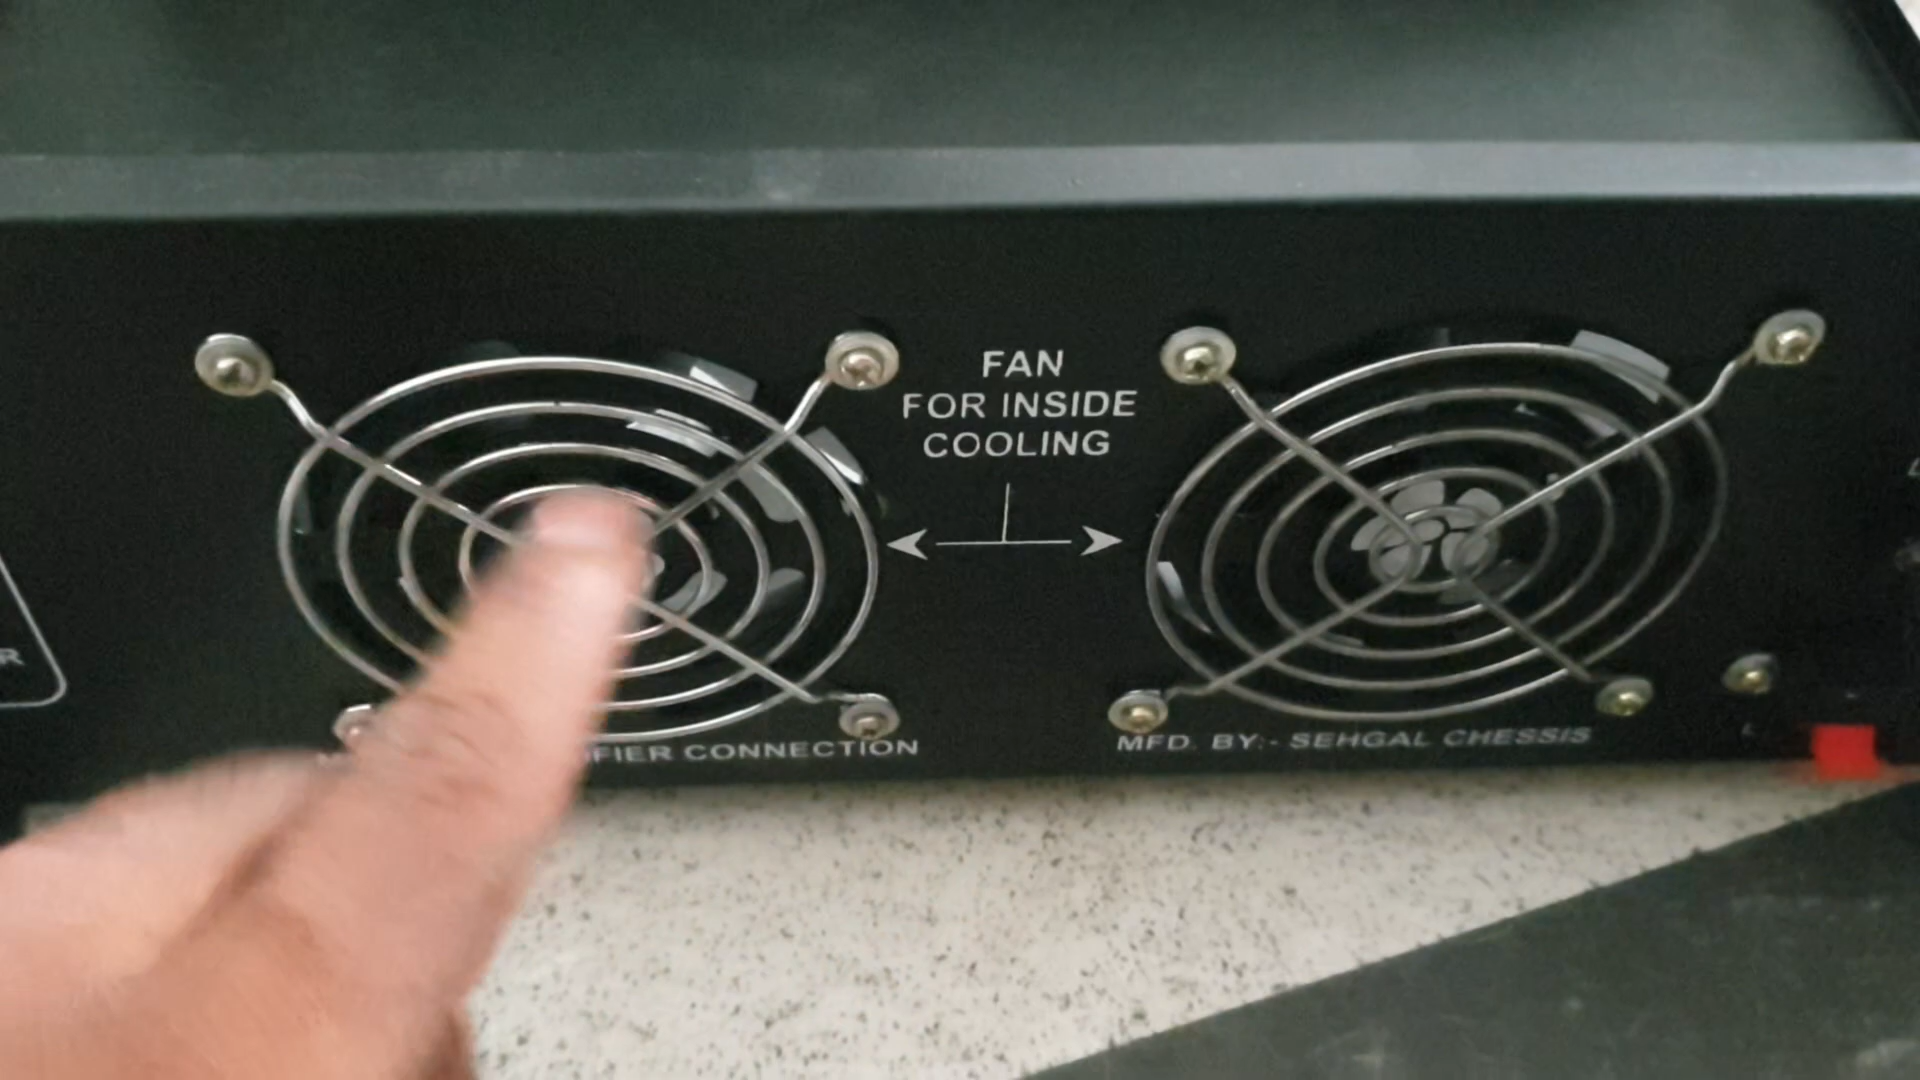 FAN
FOR INSIDE
COOLING
CONNECTION
MFD. BY:- SEHGAL CHESSIS